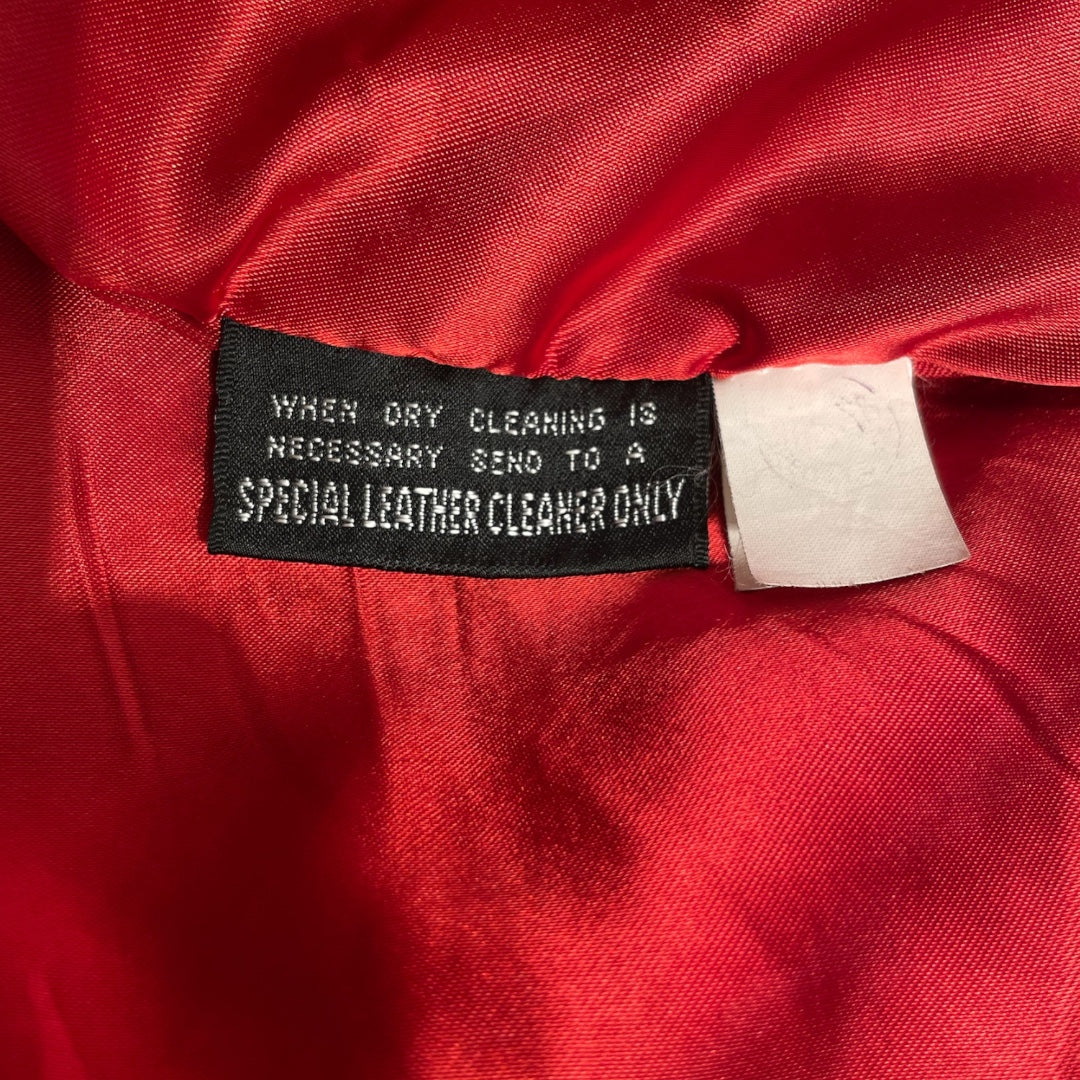 WHEN DRY CLEANING IS
NECESSARY SEND TO A
SPECIAL LEATHER CLEANER ONLY